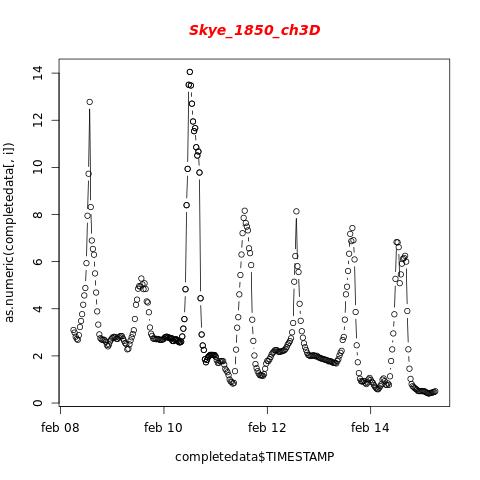 Skye_1850_ch3D
as.numeric(completedata[, i])
14
12
10
8
6
4
2
0
feb 08 feb 10 feb 12 feb 14
completedata$TIMESTAMP